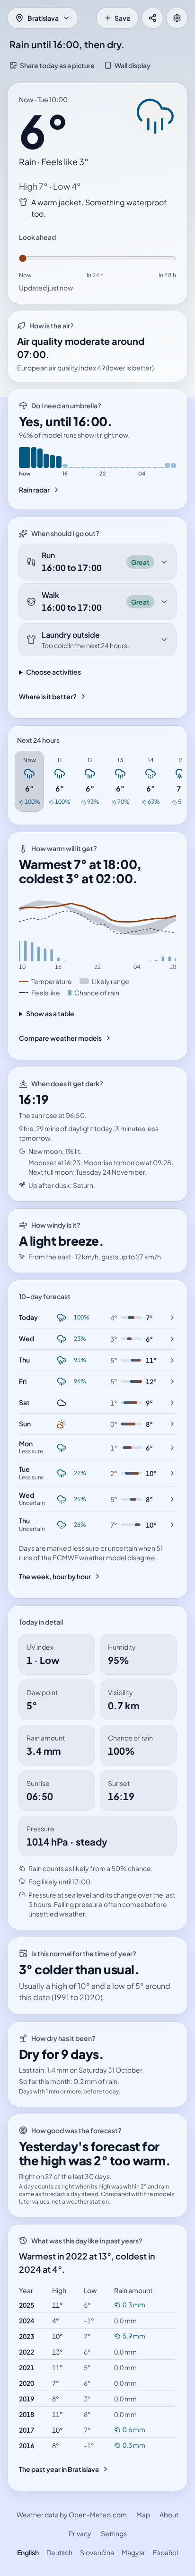 Bratislava
Save
Rain until 16:00, then dry.
Share today as a picture
Wall display
Now · Tue 10:00
6°
Rain · Feels like 3°
High 7° · Low 4°
A warm jacket. Something waterproof
too.
Look ahead
Now
In 24 h
In 48 h
Updated just now
How is the air?
Air quality moderate around
07:00.
European air quality index 49 (lower is better).
Do I need an umbrella?
Yes, until 16:00.
96% of model runs show it right now.
Now 16 22 04
Rain radar
When should I go out?
Run
16:00 to 17:00
Great
Walk
16:00 to 17:00
Great
Laundry outside
Too cold in the next 24 hours.
Choose activities
Where is it better?
Next 24 hours
Now 11 12 13 14
6° 6° 6° 6° 6°
100% 100% 93% 70% 63%
How warm will it get?
Warmest 7° at 18:00,
coldest 3° at 02:00.
10 16 22 04 10
Temperature
Likely range
Feels like
Chance of rain
Show as a table
Compare weather models
When does it get dark?
16:19
The sun rose at 06:50.
9 hrs, 29 mins of daylight today, 3 minutes less
tomorrow.
New moon, 1% lit.
Moonset at 16:23. Moonrise tomorrow at 09:28.
Next full moon: Tuesday 24 November.
Up after dusk: Saturn.
How windy is it?
A light breeze.
From the east · 12 km/h, gusts up to 27 km/h
10-day forecast
Today 100% 4° 7°
Wed 23% 3° 6°
Thu 93% 5° 11°
Fri 96% 5° 12°
Sat 1° 9°
Sun 0° 8°
Mon
Less sure
1° 6°
Tue
Less sure
27% 2° 10°
Wed
Uncertain
25% 5° 8°
Thu
Uncertain
26% 7° 10°
Days are marked less sure or uncertain when 51
runs of the ECMWF weather model disagree.
The week, hour by hour
Today in detail
UV index
1 · Low
Humidity
95%
Dew point
5°
Visibility
0.7 km
Rain amount
3.4 mm
Chance of rain
100%
Sunrise
06:50
Sunset
16:19
Pressure
1014 hPa · steady
Rain counts as likely from a 50% chance.
Fog likely until 13:00.
Pressure at sea level and its change over the last
3 hours. Falling pressure often comes before
unsettled weather.
Is this normal for the time of year?
3° colder than usual.
Usually a high of 10° and a low of 5° around
this date (1991 to 2020).
How dry has it been?
Dry for 9 days.
Last rain: 1.4 mm on Saturday 31 October.
So far this month: 0.2 mm of rain.
Days with 1 mm or more, before today.
How good was the forecast?
Yesterday's forecast for
the high was 2° too warm.
Right on 27 of the last 30 days.
A day counts as right when its high was within 2° and rain
came as forecast a day ahead. Compared with the models'
later values, not a weather station.
What was this day like in past years?
Warmest in 2022 at 13°, coldest in
2024 at 4°.
Year High Low Rain amount
2025 11° 5° 0.3 mm
2024 4° -1° 0.0 mm
2023 10° 7° 5.9 mm
2022 13° 6° 0.0 mm
2021 11° 5° 0.0 mm
2020 7° 6° 0.0 mm
2019 8° 3° 0.0 mm
2018 11° 8° 0.0 mm
2017 10° 7° 0.6 mm
2016 8° -1° 0.3 mm
The past year in Bratislava
Weather data by Open-Meteo.com Map About
Privacy Settings
English Deutsch Slovenčina Magyar Español